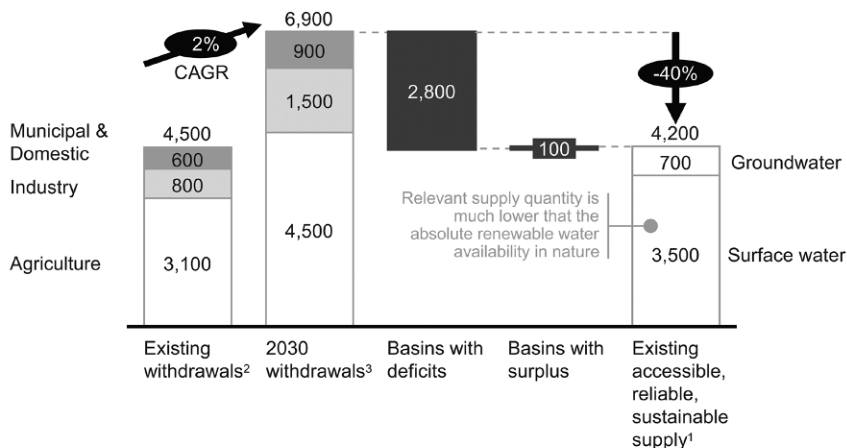 6,900
2%
CAGR
900
1,500
4,500
2,800
-40%
Municipal &
Domestic
4,500
600
Industry
800
Agriculture
3,100
100
4,200
700
Groundwater
Relevant supply quantity is
much lower that the
absolute renewable water
availability in nature
3,500
Surface water
Existing
withdrawals²
2030
withdrawals³
Basins with
deficits
Basins with
surplus
Existing
accessible,
reliable,
sustainable
supply¹